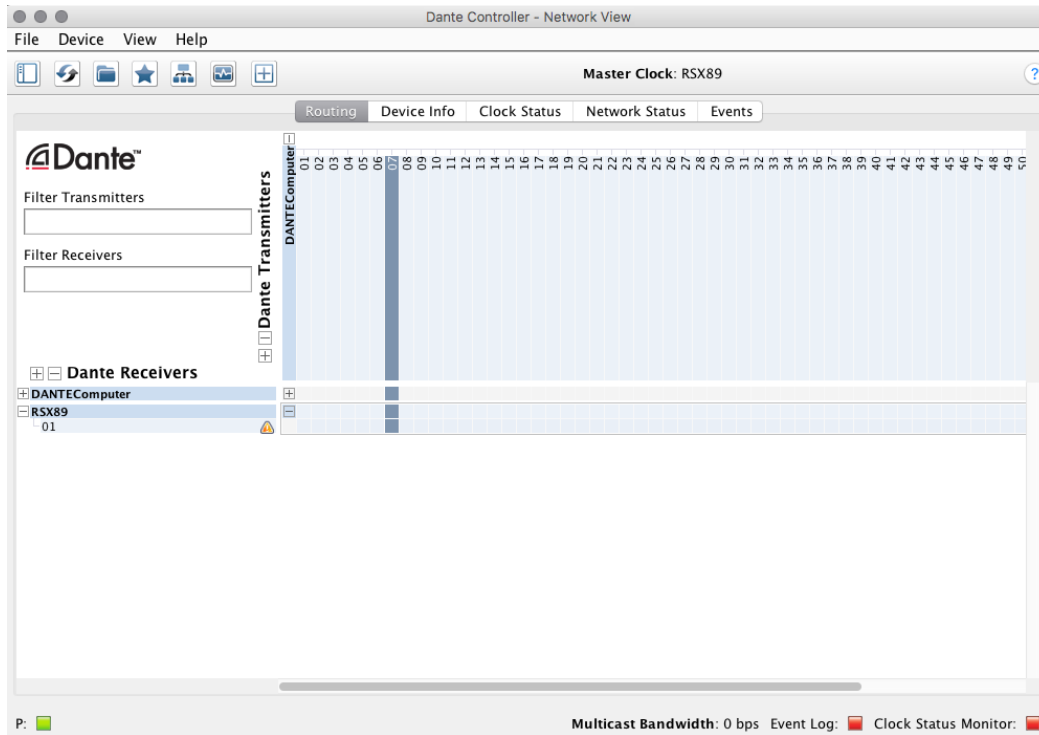 Dante Controller - Network View
File Device View Help
Master Clock: RSX89
?
Routing Device Info Clock Status Network Status Events
Dante™
Filter Transmitters
Filter Receivers
Dante Transmitters
DANTEComputer
01 02 03 04 05 06 07 08 09 10 11 12 13 14 15 16 17 18 19 20 21 22 23 24 25 26 27 28 29 30 31 32 33 34 35 36 37 38 39 40 41 42 43 44 45 46 47 48 49 50
Dante Receivers
DANTEComputer
RSX89
01
P: Multicast Bandwidth: 0 bps Event Log: Clock Status Monitor: